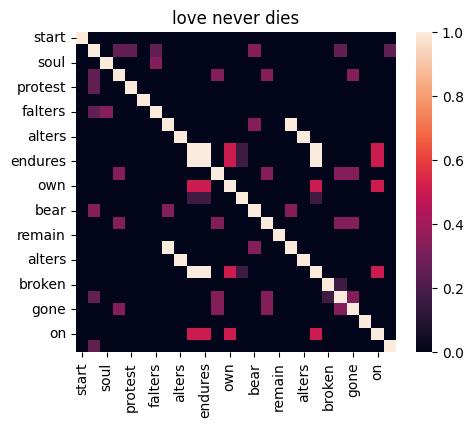 love never dies
start
soul
protest
falters
alters
endures
own
bear
remain
alters
broken
gone
on
1.0
0.8
0.6
0.4
0.2
0.0
start
soul
protest
falters
alters
endures
own
bear
remain
alters
broken
gone
on